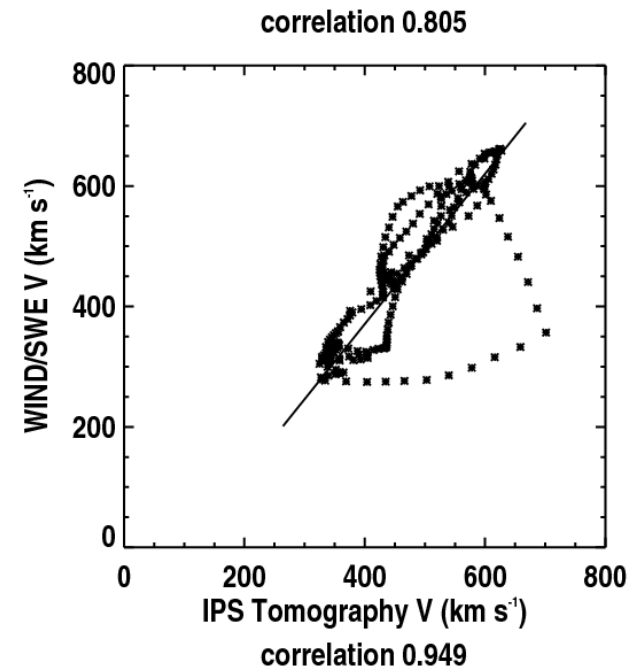 correlation 0.805
800
600
400
200
0
WIND/SWE V (km s⁻¹)
0 200 400 600 800
IPS Tomography V (km s⁻¹)
correlation 0.949